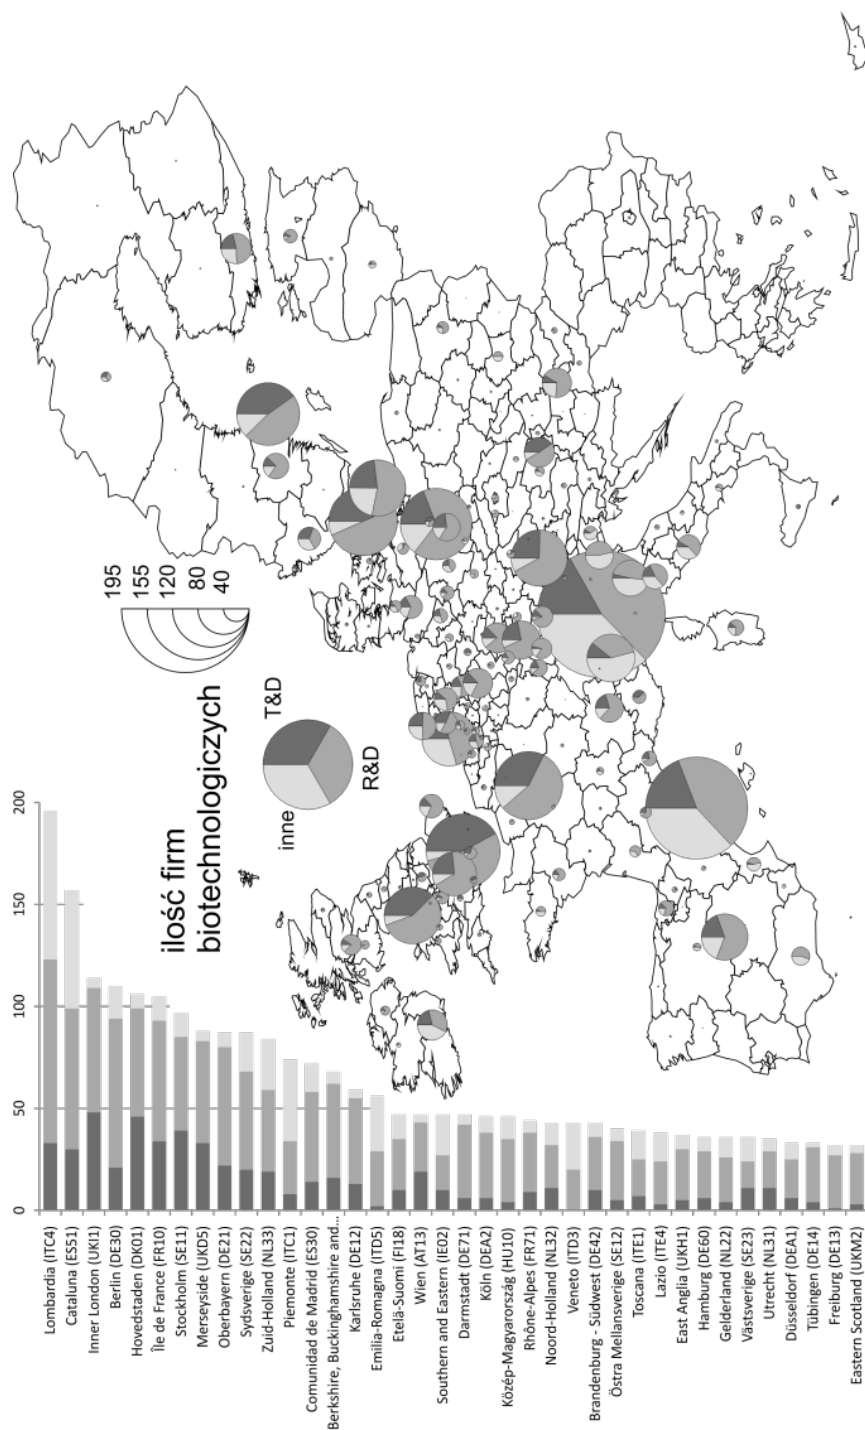 195
155
120
80
40
ilość firm
biotechnologiczych
T&D
R&D
inne
200
150
100
50
0
Lombardia (ITC4)
Cataluna (ES51)
Inner London (UKI1)
Berlin (DE30)
Hovedstaden (DK01)
Île de France (FR10)
Stockholm (SE11)
Merseyside (UKD5)
Oberbayern (DE21)
Sydsverige (SE22)
Zuid-Holland (NL33)
Piemonte (ITC1)
Comunidad de Madrid (ES30)
Berkshire, Buckinghamshire and...
Karlsruhe (DE12)
Emilia-Romagna (ITD5)
Etelä-Suomi (FI18)
Wien (AT13)
Southern and Eastern (IE02)
Darmstadt (DE71)
Köln (DEA2)
Közép-Magyarország (HU10)
Rhône-Alpes (FR71)
Noord-Holland (NL32)
Veneto (ITD3)
Brandenburg - Südwest (DE42)
Östra Mellansverige (SE12)
Toscana (ITE1)
Lazio (ITE4)
East Anglia (UKH1)
Hamburg (DE60)
Gelderland (NL22)
Västsverige (SE23)
Utrecht (NL31)
Düsseldorf (DEA1)
Tübingen (DE14)
Freiburg (DE13)
Eastern Scotland (UKM2)